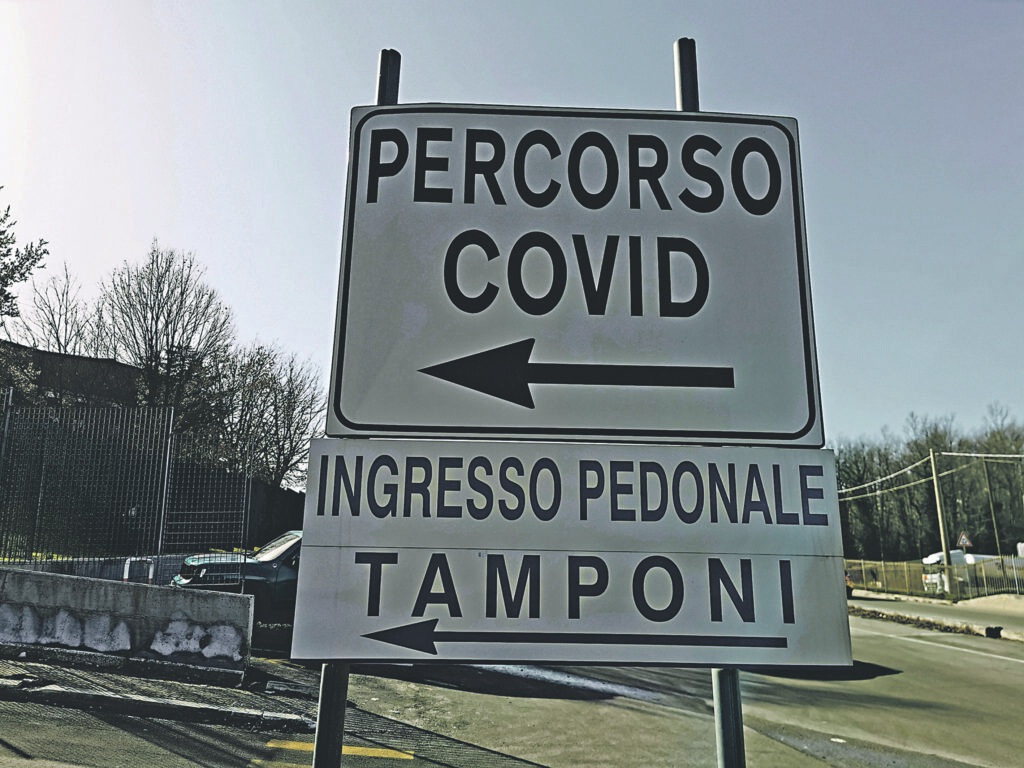 PERCORSO
COVID
INGRESSO PEDONALE
TAMPONI